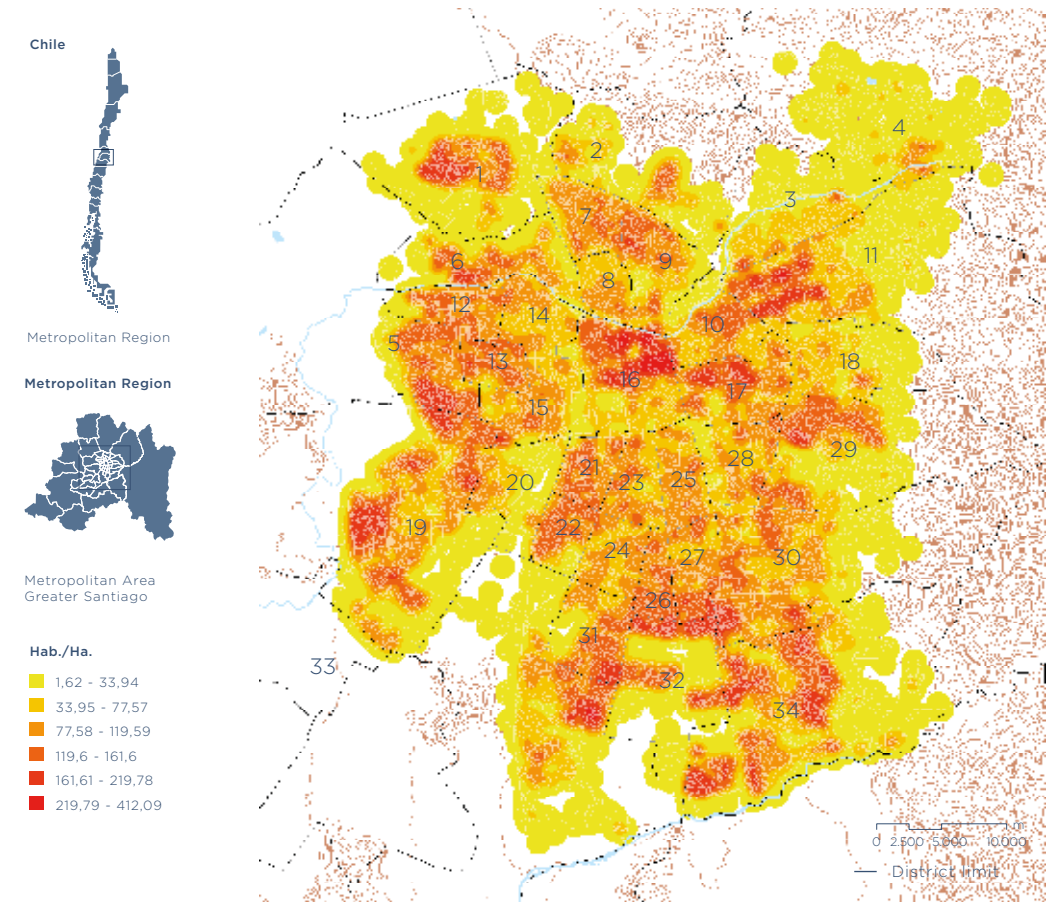 Chile
Metropolitan Region
Metropolitan Region
Metropolitan Area
Greater Santiago
Hab./Ha.
1,62 - 33,94
33,95 - 77,57
77,58 - 119,59
119,6 - 161,6
161,61 - 219,78
219,79 - 412,09
4
2
1
3
7
11
6
9
8
12
14
10
5
13
18
16
17
15
29
28
21
20
23
25
19
22
24
27
30
26
31
33
32
34
m
0 2.500 5.000 10.000
District limit